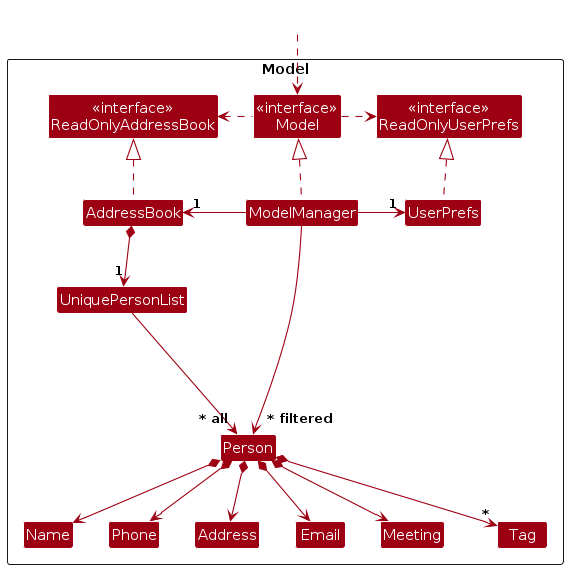 Model
«interface»
ReadOnlyAddressBook
«interface»
Model
«interface»
ReadOnlyUserPrefs
AddressBook
1
ModelManager
1
UserPrefs
1
UniquePersonList
* all
* filtered
Person
*
Name
Phone
Address
Email
Meeting
Tag